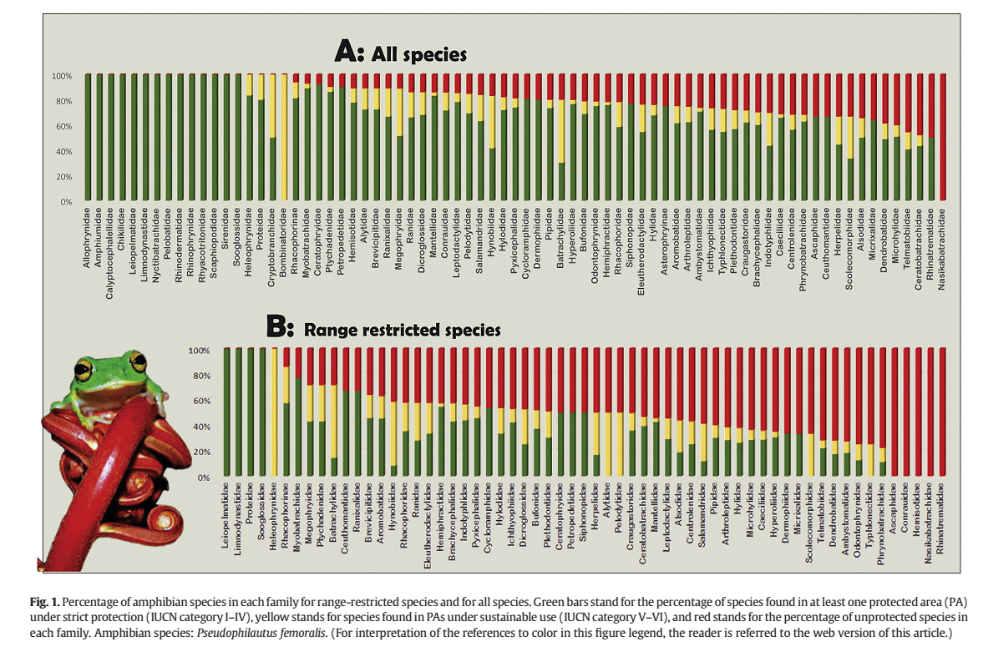 A: All species
100%
80%
60%
40%
20%
0%
Allophrynidae
Amphiumidae
Calyptocephalellidae
Chikilidae
Leiopelmatidae
Limnodynastidae
Nyctibatrachidae
Pelobatidae
Rhinodermatidae
Rhinophrynidae
Rhyacotritonidae
Scaphiopodidae
Sirenidae
Sooglossidae
Heleophrynidae
Proteidae
Cryptobranchidae
Bombinatoridae
Rhacophorinae
Myobatrachidae
Ceratophryidae
Ptychadenidae
Petropedetidae
Hemisotidae
Alytidae
Brevicipitidae
Ranixalidae
Megophryidae
Ranidae
Dicroglossidae
Mantellidae
Conrauidae
Leptodactylidae
Pelodytidae
Salamandridae
Hynobiidae
Hylodidae
Pyxicephalidae
Cycloramphidae
Dermophiidae
Pipidae
Batrachylidae
Hyperoliidae
Bufonidae
Odontophrynidae
Hemiphractidae
Rhacophoridae
Siphonopidae
Eleutherodactylidae
Hylidae
Asterophryinae
Aromobatidae
Arthroleptidae
Ambystomatidae
Ichthyophiidae
Typhlonectidae
Plethodontidae
Craugastoridae
Brachycephalidae
Indotyphlidae
Caeciliidae
Centrolenidae
Phrynobatrachidae
Ascaphidae
Ceuthomantidae
Herpelidae
Scolecomorphidae
Alsodidae
Micrixalidae
Dendrobatidae
Microhylidae
Telmatobiidae
Ceratobatrachidae
Rhinatrematidae
Nasikabatrachidae
B: Range restricted species
100%
80%
60%
40%
20%
0%
Leiopelmatidae
Limnodynastidae
Proteidae
Sooglossidae
Heleophrynidae
Rhacophorinae
Myobatrachidae
Megophryidae
Ptychadenidae
Batrachylidae
Ceuthomantidae
Ranixalidae
Brevicipitidae
Aromobatidae
Hynobiidae
Rhacophoridae
Ranidae
Eleutherodactylidae
Hemiphractidae
Brachycephalidae
Indotyphlidae
Pyxicephalidae
Cycloramphidae
Hylodidae
Ichthyophiidae
Dicroglossidae
Bufonidae
Plethodontidae
Ceratophryidae
Petropedetidae
Siphonopidae
Herpelidae
Alytidae
Pelodytidae
Craugastoridae
Ceratobatrachidae
Mantellidae
Leptodactylidae
Alsodidae
Centrolenidae
Salamandridae
Pipidae
Arthroleptidae
Hylidae
Microhylidae
Caeciliidae
Hyperoliidae
Dermophiidae
Micrixalidae
Scolecomorphidae
Telmatobiidae
Dendrobatidae
Ambystomatidae
Odontophrynidae
Typhlonectidae
Phrynobatrachidae
Ascaphidae
Conrauidae
Hemisotidae
Nasikabatrachidae
Rhinatrematidae
Fig. 1. Percentage of amphibian species in each family for range-restricted species and for all species. Green bars stand for the percentage of species found in at least one protected area (PA)
under strict protection (IUCN category I–IV), yellow stands for species found in PAs under sustainable use (IUCN category V–VI), and red stands for the percentage of unprotected species in
each family. Amphibian species: Pseudophilautus femoralis. (For interpretation of the references to color in this figure legend, the reader is referred to the web version of this article.)